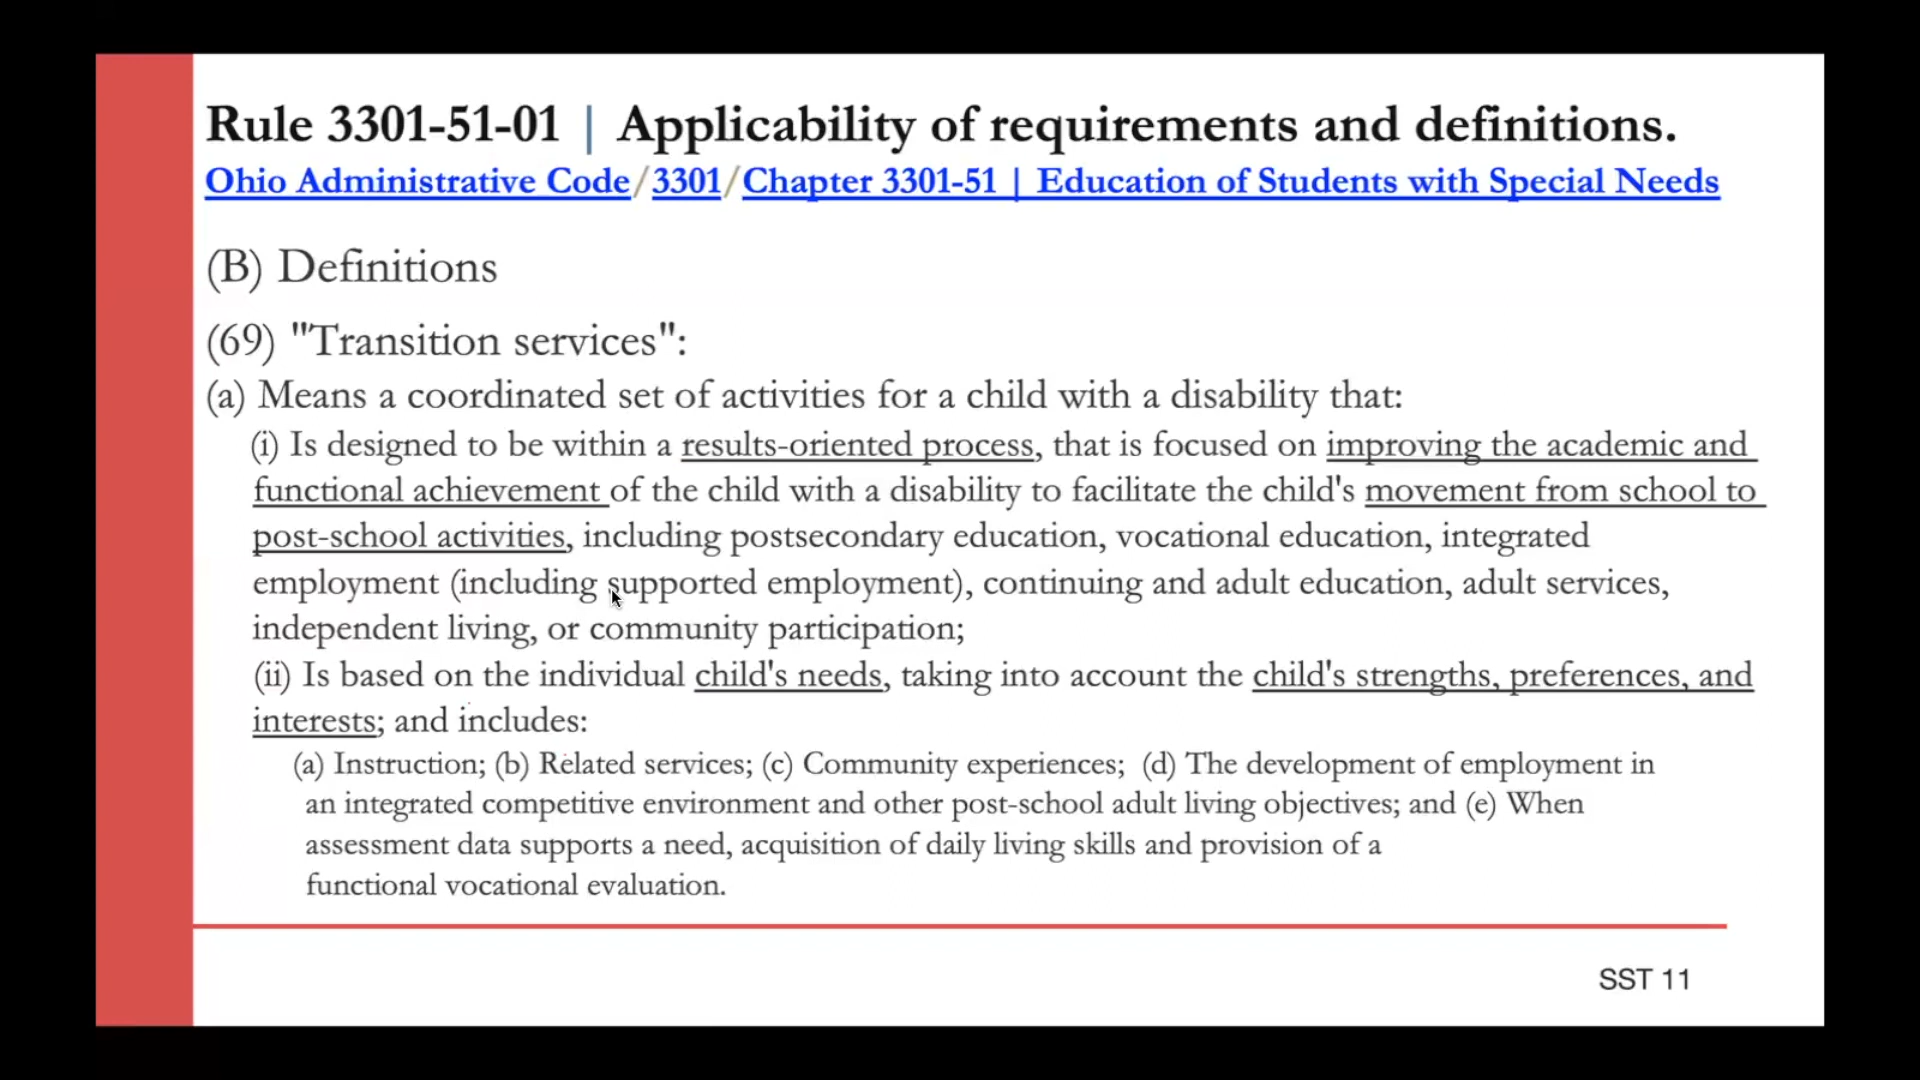 Rule 3301-51-01 | Applicability of requirements and definitions.
Ohio Administrative Code/3301/Chapter 3301-51 | Education of Students with Special Needs
(B) Definitions
(69) "Transition services":
(a) Means a coordinated set of activities for a child with a disability that:
(i) Is designed to be within a results-oriented process, that is focused on improving the academic and
functional achievement of the child with a disability to facilitate the child's movement from school to
post-school activities, including postsecondary education, vocational education, integrated
employment (including supported employment), continuing and adult education, adult services,
independent living, or community participation;
(ii) Is based on the individual child's needs, taking into account the child's strengths, preferences, and
interests; and includes:
(a) Instruction; (b) Related services; (c) Community experiences; (d) The development of employment in
an integrated competitive environment and other post-school adult living objectives; and (e) When
assessment data supports a need, acquisition of daily living skills and provision of a
functional vocational evaluation.
SST 11